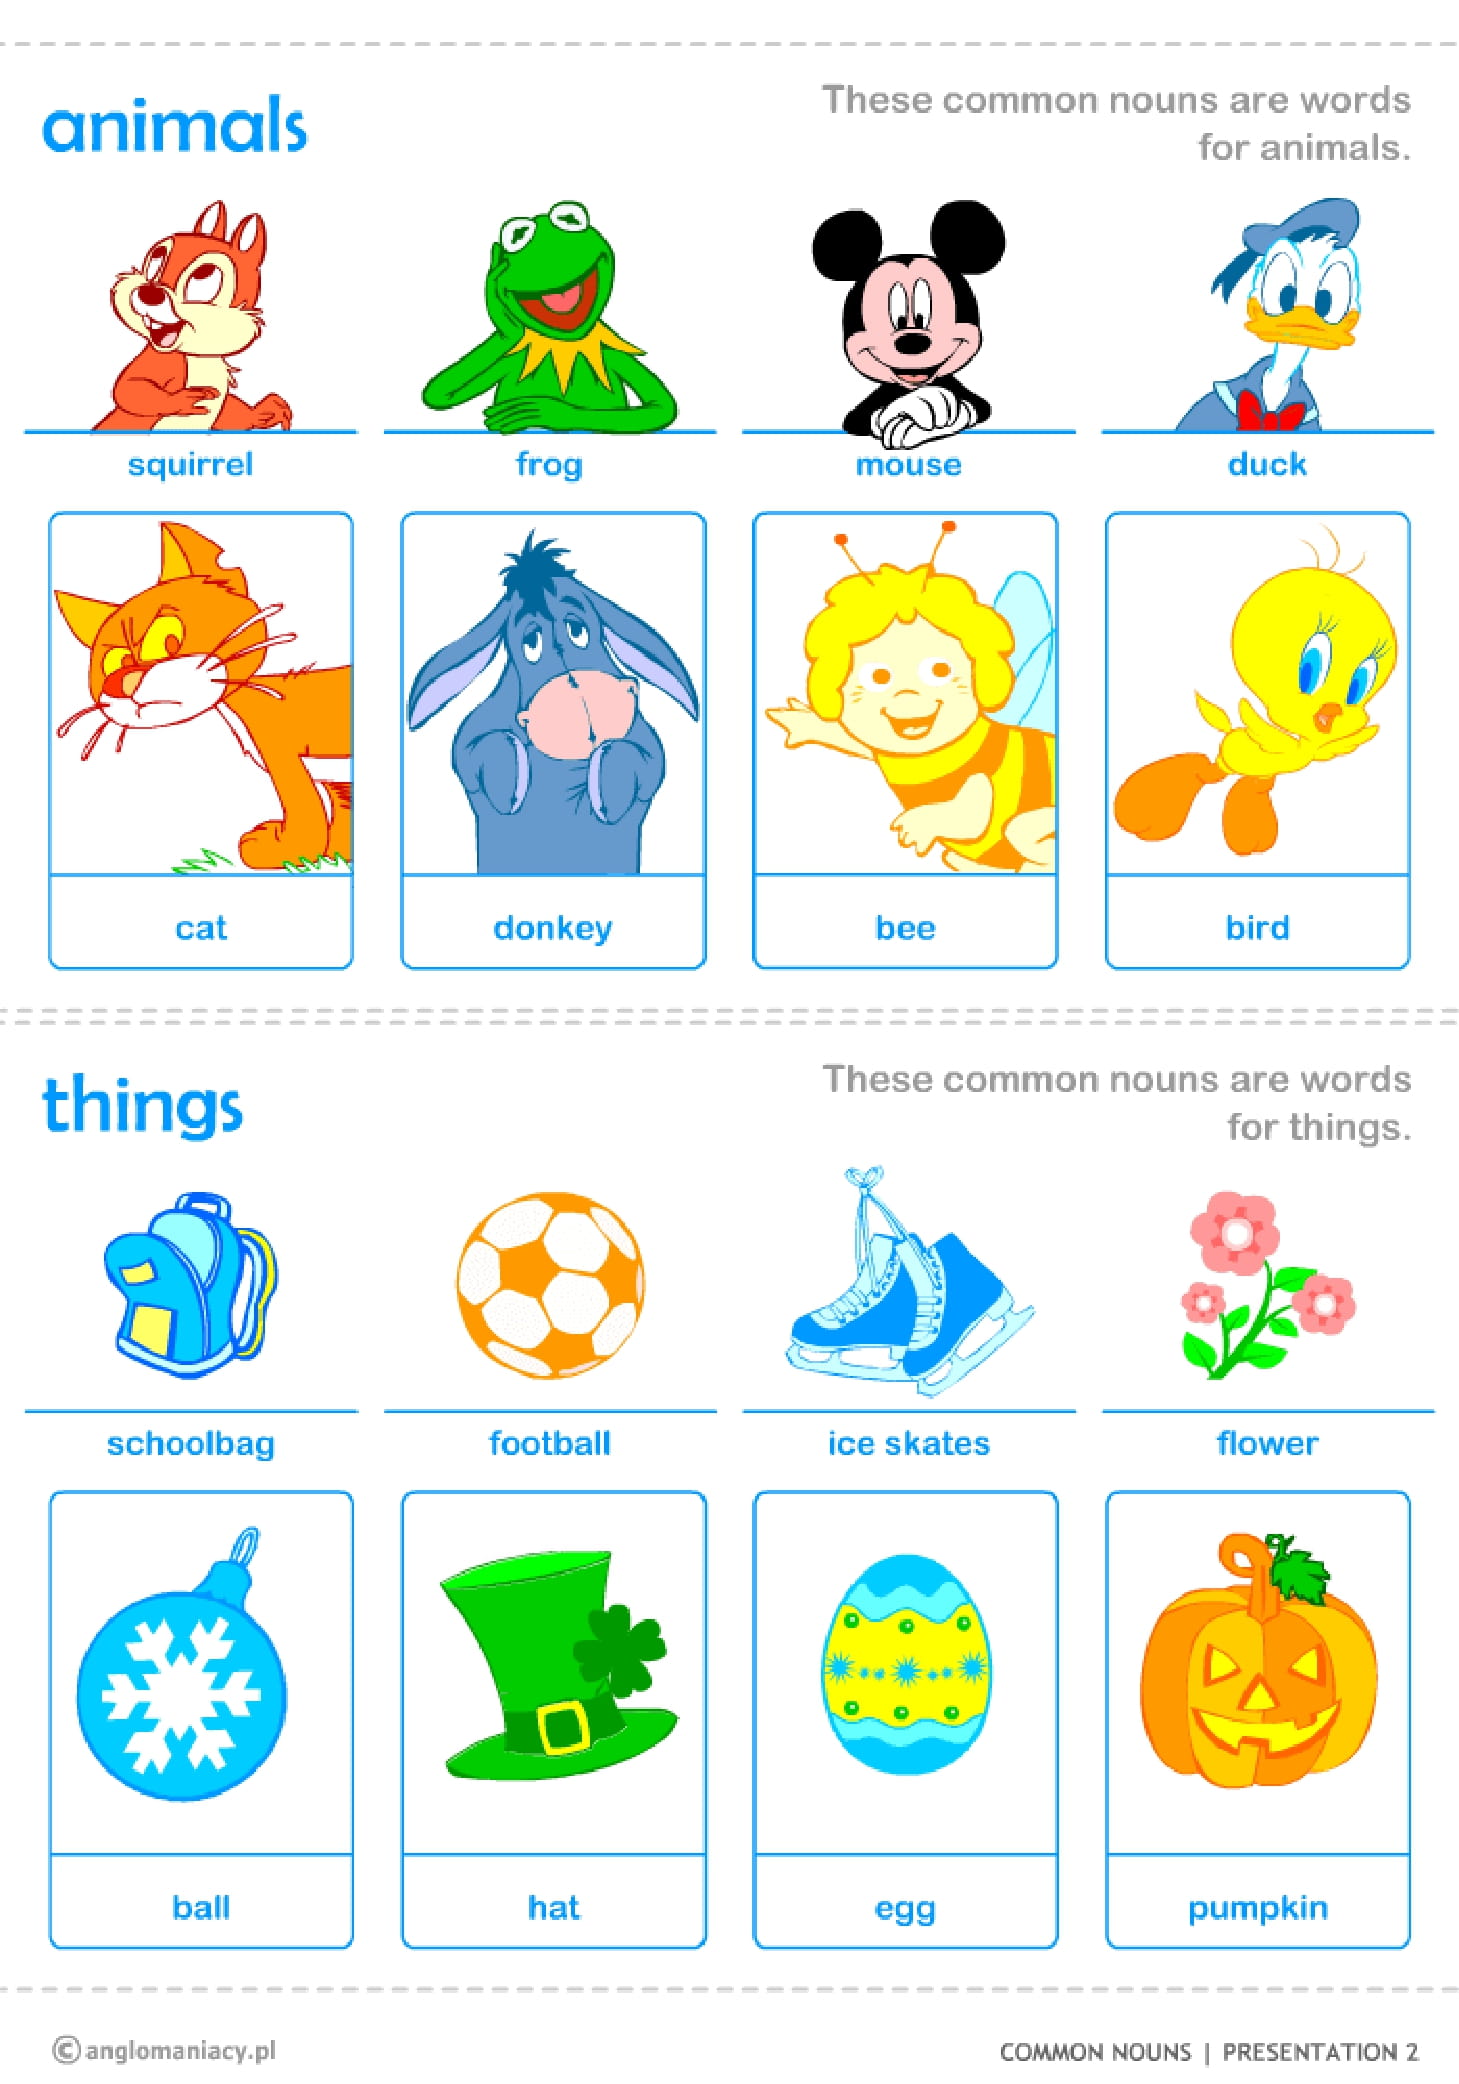 animals
These common nouns are words
for animals.
squirrel
frog
mouse
duck
cat
donkey
bee
bird
things
These common nouns are words
for things.
schoolbag
football
ice skates
flower
ball
hat
egg
pumpkin
©anglomaniacy.pl
COMMON NOUNS | PRESENTATION 2